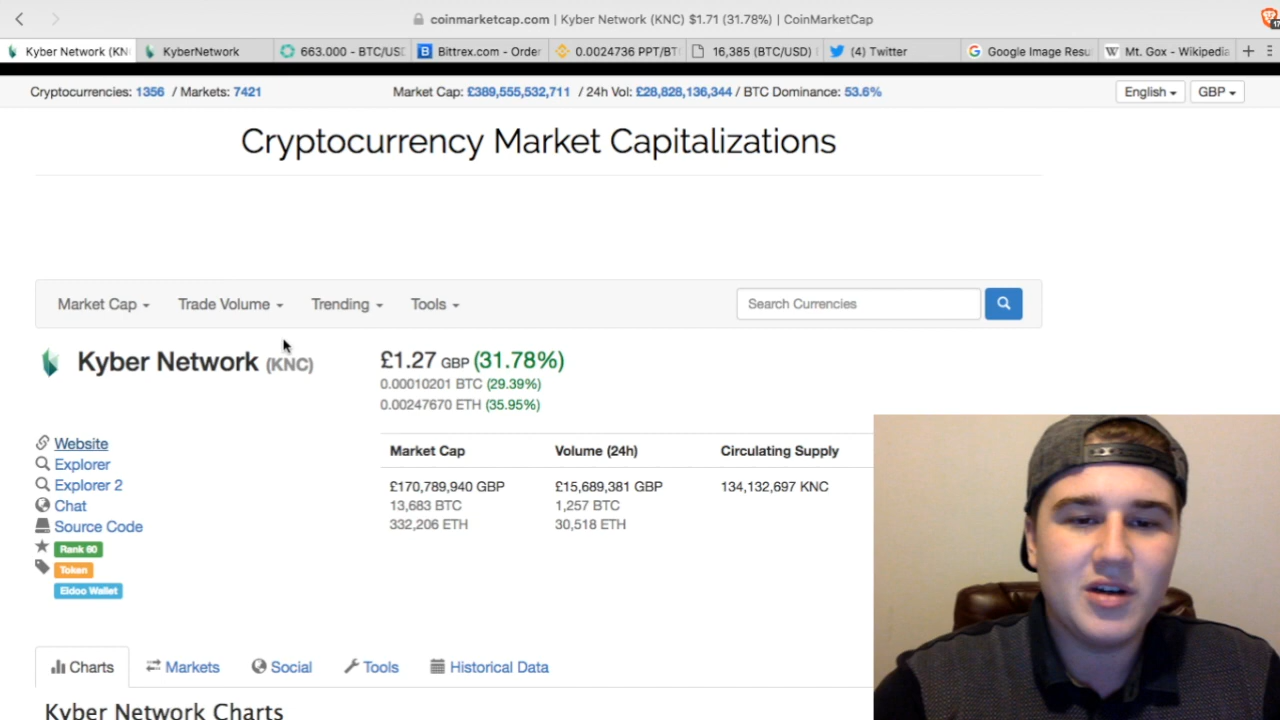 coinmarketcap.com | Kyber Network (KNC) $1.71 (31.78%) | CoinMarketCap
Kyber Network (KN
KyberNetwork
663.000 - BTC/USD
Bittrex.com - Order
0.0024736 PPT/BT
16,385 (BTC/USD)
(4) Twitter
Google Image Resu
Mt. Gox - Wikipedia
Cryptocurrencies: 1356 / Markets: 7421
Market Cap: £389,555,532,711 / 24h Vol: £28,828,136,344 / BTC Dominance: 53.6%
English
GBP
Cryptocurrency Market Capitalizations
Market Cap
Trade Volume
Trending
Tools
Search Currencies
Kyber Network (KNC)
£1.27 GBP (31.78%)
0.00010201 BTC (29.39%)
0.00247670 ETH (35.95%)
Website
Explorer
Explorer 2
Chat
Source Code
Rank 60
Token
Eidoo Wallet
Market Cap
Volume (24h)
Circulating Supply
£170,789,940 GBP
£15,689,381 GBP
134,132,697 KNC
13,683 BTC
1,257 BTC
332,206 ETH
30,518 ETH
Charts
Markets
Social
Tools
Historical Data
Kyber Network Charts